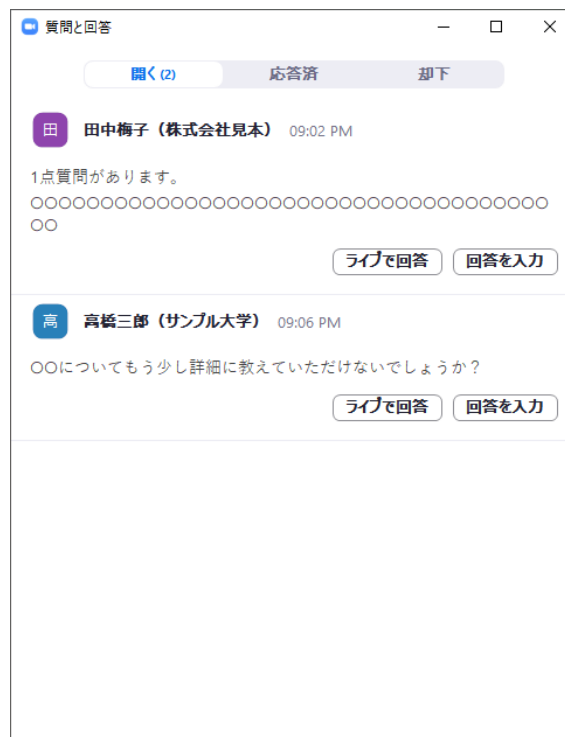 質問と回答
開く(2) 応答済 却下
田 田中梅子（株式会社見本） 09:02 PM
1点質問があります。
○○○○○○○○○○○○○○○○○○○○○○○○○○○○○○○○○○○○○
○○
ライブで回答 回答を入力
高 高橋三郎（サンプル大学） 09:06 PM
○○についてもう少し詳細に教えていただけないでしょうか？
ライブで回答 回答を入力